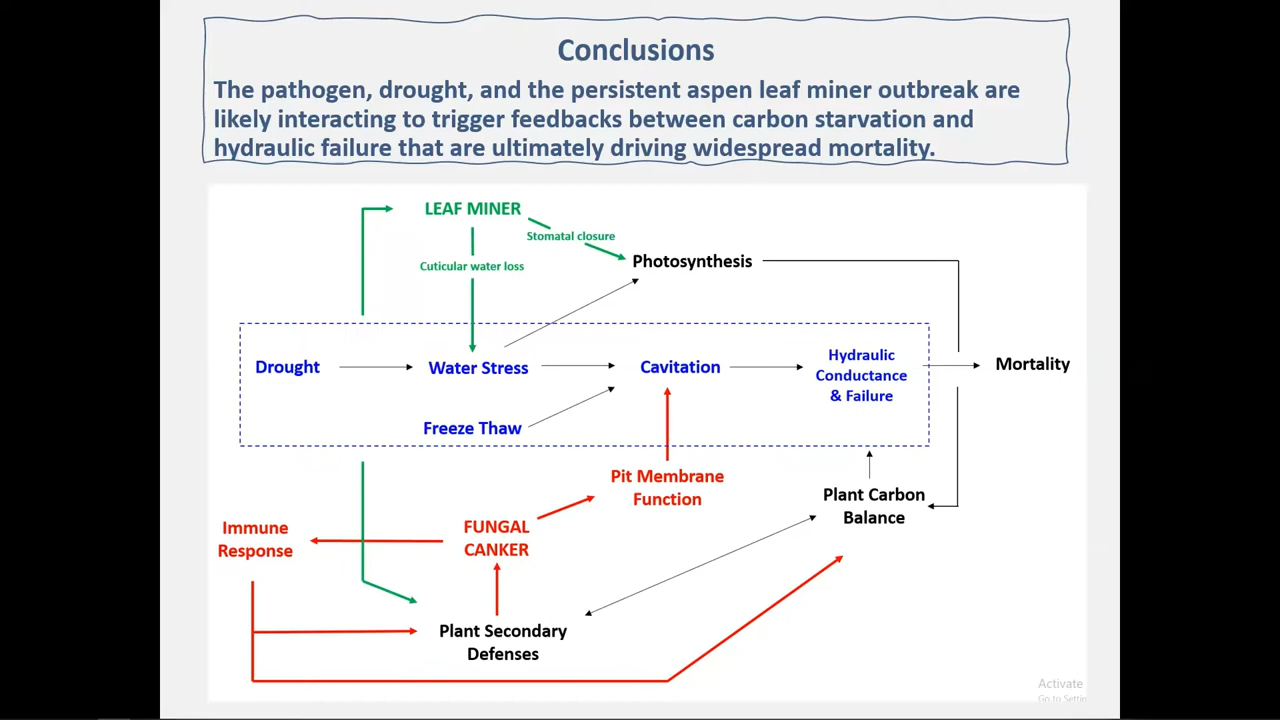 Conclusions
The pathogen, drought, and the persistent aspen leaf miner outbreak are
likely interacting to trigger feedbacks between carbon starvation and
hydraulic failure that are ultimately driving widespread mortality.
LEAF MINER
Stomatal closure
Cuticular water loss
Photosynthesis
Drought
Water Stress
Cavitation
Hydraulic
Conductance
& Failure
Mortality
Freeze Thaw
Pit Membrane
Function
Plant Carbon
Balance
Immune
Response
FUNGAL
CANKER
Plant Secondary
Defenses
Activate
Go to Settin